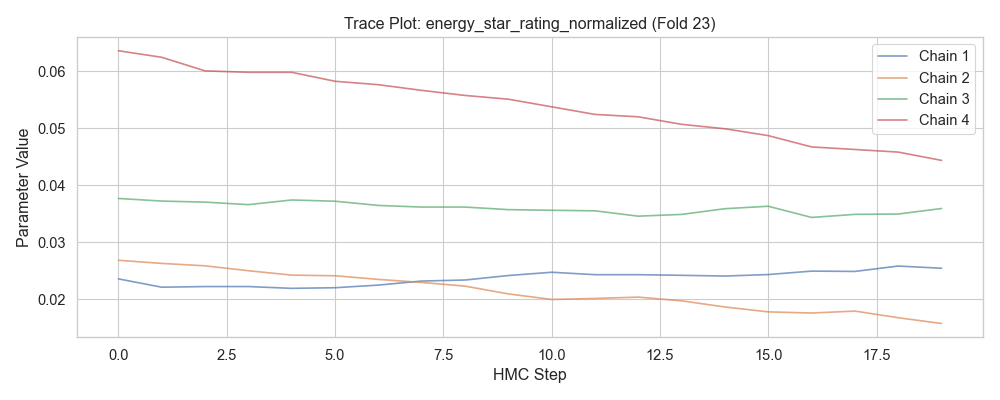 Trace Plot: energy_star_rating_normalized (Fold 23)
Parameter Value
0.06
0.05
0.04
0.03
0.02
Chain 1
Chain 2
Chain 3
Chain 4
0.0 2.5 5.0 7.5 10.0 12.5 15.0 17.5
HMC Step